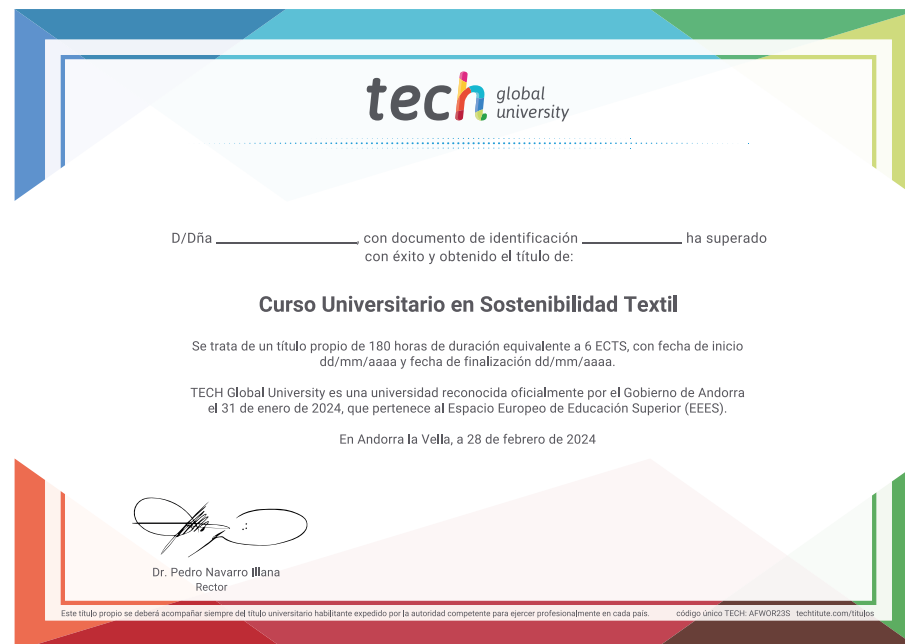 tech global
university
D/Dña ____________________, con documento de identificación ______________ ha superado
con éxito y obtenido el título de:
Curso Universitario en Sostenibilidad Textil
Se trata de un título propio de 180 horas de duración equivalente a 6 ECTS, con fecha de inicio
dd/mm/aaaa y fecha de finalización dd/mm/aaaa.
TECH Global University es una universidad reconocida oficialmente por el Gobierno de Andorra
el 31 de enero de 2024, que pertenece al Espacio Europeo de Educación Superior (EEES).
En Andorra la Vella, a 28 de febrero de 2024
Dr. Pedro Navarro Illana
Rector
Este título propio se deberá acompañar siempre del título universitario habilitante expedido por la autoridad competente para ejercer profesionalmente en cada país. código único TECH: AFWOR23S techtitute.com/titulos